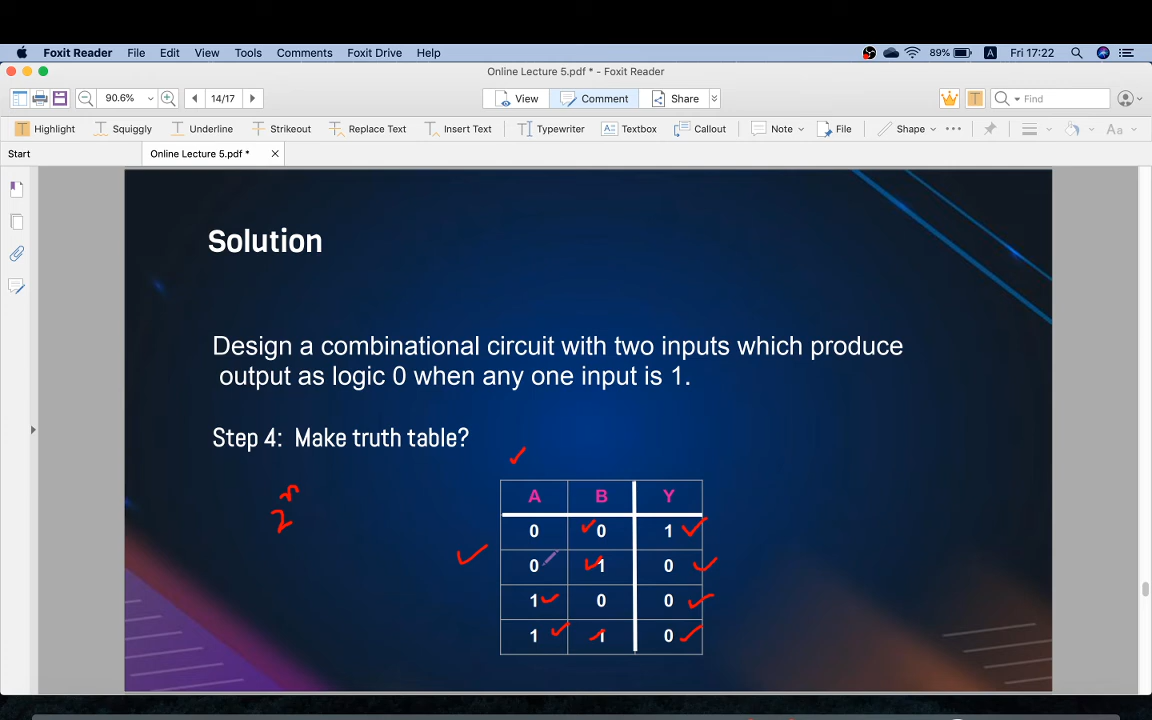 Foxit Reader File Edit View Tools Comments Foxit Drive Help 89% A Fri 17:22
Online Lecture 5.pdf * - Foxit Reader
90.6% 14/17 View Comment Share Find
Highlight Squiggly Underline Strikeout Replace Text Insert Text Typewriter Textbox Callout Note File Shape Aa
Start Online Lecture 5.pdf *
Solution
Design a combinational circuit with two inputs which produce
output as logic 0 when any one input is 1.
Step 4: Make truth table?
2ⁿ
A B Y
0 0 1
0 1 0
1 0 0
1 1 0